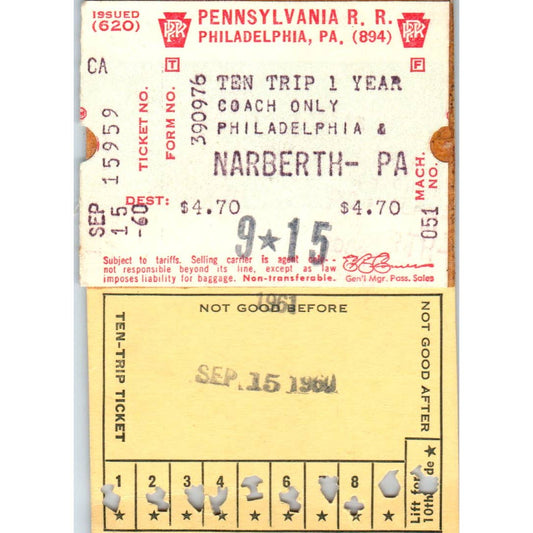 ISSUED
(620)
PRR
PENNSYLVANIA R. R.
PHILADELPHIA, PA. (894)
PRR
CA
T
F
SEP 15959
15 -60
TICKET NO.
FORM NO.
390976
TEN TRIP 1 YEAR
COACH ONLY
PHILADELPHIA &
NARBERTH- PA
MACH. NO.
051
DEST:
$4.70
$4.70
9★15
Subject to tariffs. Selling carrier is agent only--
not responsible beyond its line, except as law
imposes liability for baggage. Non-transferable.
Gen'l Mgr. Pass. Sales
1961
NOT GOOD BEFORE
TEN-TRIP TICKET
SEP. 15 1960
NOT GOOD AFTER
1 2 3 4 5 6 7 8
★ ★ ★ ★ ★ ★ ★ ★
Lift for
10th Ride
★